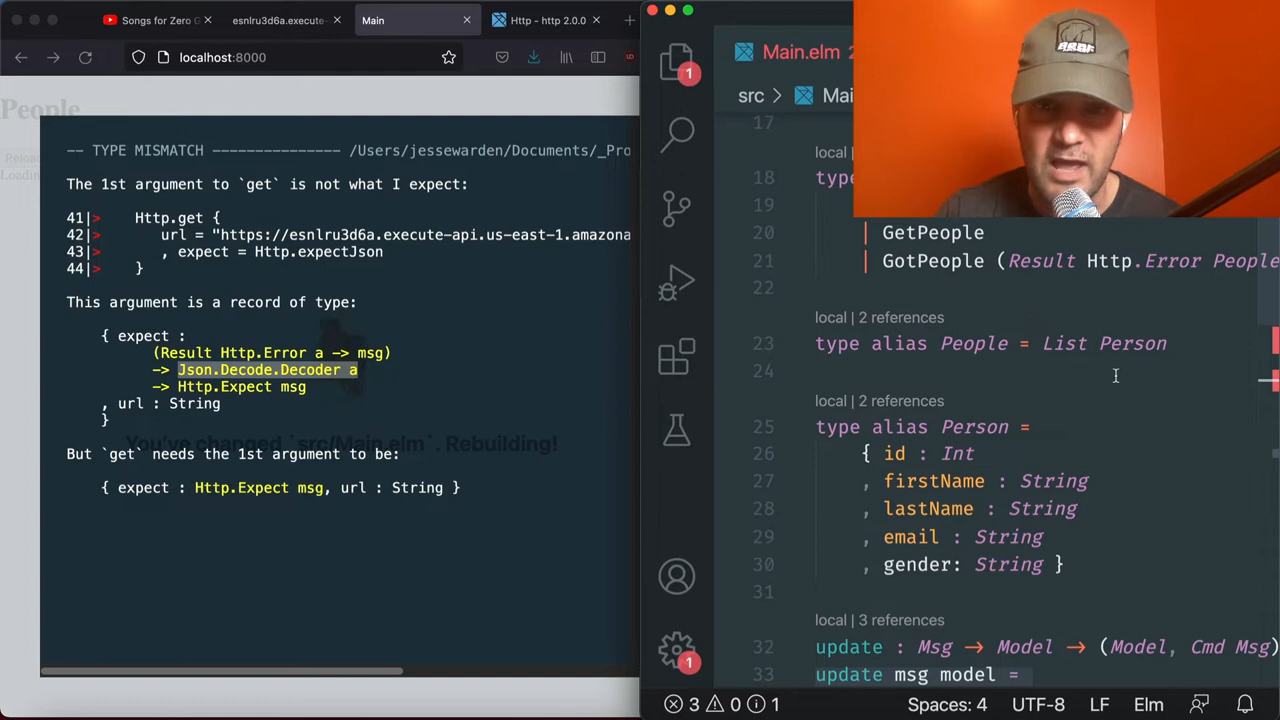 Songs for Zero G
esnlru3d6a.execute-
Main
Http - http 2.0.0
localhost:8000
People
Reload
Loading
-- TYPE MISMATCH --------------- /Users/jessewarden/Documents/_Pro
The 1st argument to `get` is not what I expect:
41|>    Http.get {
42|>       url = "https://esnlru3d6a.execute-api.us-east-1.amazona
43|>       , expect = Http.expectJson
44|>    }
This argument is a record of type:
{ expect :
(Result Http.Error a -> msg)
-> Json.Decode.Decoder a
-> Http.Expect msg
, url : String
}
You've changed `src/Main.elm`. Rebuilding!
But `get` needs the 1st argument to be:
{ expect : Http.Expect msg, url : String }
1
1
Main.elm 2
src > Mai
17
local |
18 type
19
20 | GetPeople
21 | GotPeople (Result Http.Error People
22
local | 2 references
23 type alias People = List Person
24
local | 2 references
25 type alias Person =
26 { id : Int
27 , firstName : String
28 , lastName : String
29 , email : String
30 , gender: String }
31
local | 3 references
32 update : Msg → Model → (Model, Cmd Msg)
33 update msg model =
3 0 1 Spaces: 4 UTF-8 LF Elm